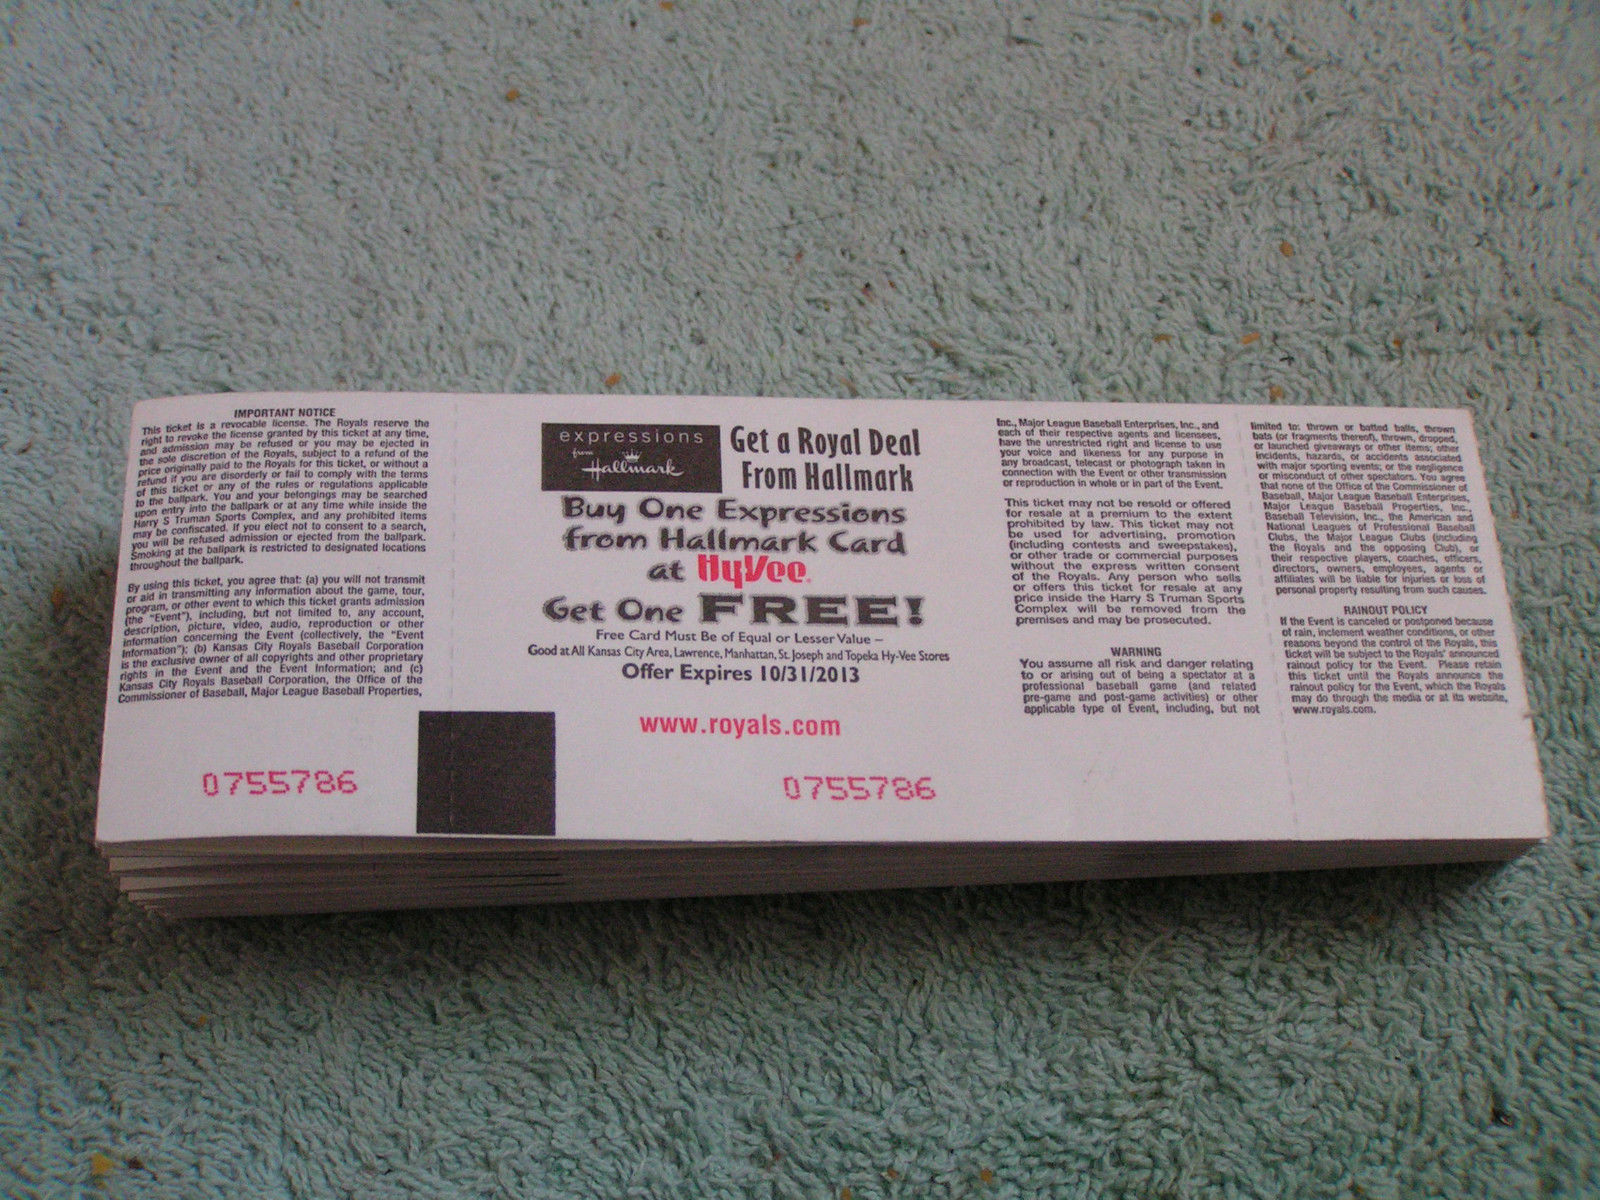 IMPORTANT NOTICE
This ticket is a revocable license. The Royals reserve the
right to revoke the license granted by this ticket at any time,
and admission may be refused or you may be ejected in
the sole discretion of the Royals, subject to a refund of the
price originally paid to the Royals for this ticket, or without a
refund if you are disorderly or fail to comply with the terms
of this ticket or any of the rules or regulations applicable
to the ballpark. You and your belongings may be searched
upon entry into the ballpark or at any time while inside the
Harry S Truman Sports Complex, and any prohibited items
may be confiscated. If you elect not to consent to a search,
you will be refused admission or ejected from the ballpark.
Smoking at the ballpark is restricted to designated locations
throughout the ballpark.
By using this ticket, you agree that: (a) you will not transmit
or aid in transmitting any information about the game, tour,
program, or other event to which this ticket grants admission
(the "Event"), including, but not limited to, any account,
description, picture, video, audio, reproduction or other
information concerning the Event (collectively, the "Event
Information"); (b) Kansas City Royals Baseball Corporation
is the exclusive owner of all copyrights and other proprietary
rights in the Event and the Event Information; and (c)
Kansas City Royals Baseball Corporation, the Office of the
Commissioner of Baseball, Major League Baseball Properties,
0755786
expressions
from
Hallmark
Get a Royal Deal
From Hallmark
Buy One Expressions
from Hallmark Card
at HyVee
Get One FREE!
Free Card Must Be of Equal or Lesser Value –
Good at All Kansas City Area, Lawrence, Manhattan, St. Joseph and Topeka Hy-Vee Stores
Offer Expires 10/31/2013
www.royals.com
0755786
Inc., Major League Baseball Enterprises, Inc., and
each of their respective agents and licensees,
have the unrestricted right and license to use
your voice and likeness for any purpose in
any broadcast, telecast or photograph taken in
connection with the Event or other transmission
or reproduction in whole or in part of the Event.
This ticket may not be resold or offered
for resale at a premium to the extent
prohibited by law. This ticket may not
be used for advertising, promotion
(including contests and sweepstakes),
or other trade or commercial purposes
without the express written consent
of the Royals. Any person who sells
or offers this ticket for resale at any
price inside the Harry S Truman Sports
Complex will be removed from the
premises and may be prosecuted.
WARNING
You assume all risk and danger relating
to or arising out of being a spectator at a
professional baseball game (and related
pre-game and post-game activities) or other
applicable type of Event, including, but not
limited to: thrown or batted balls, thrown
bats (or fragments thereof), thrown, dropped,
or launched giveaways or other items; other
incidents, hazards, or accidents associated
with major sporting events; or the negligence
or misconduct of other spectators. You agree
that none of the Office of the Commissioner of
Baseball, Major League Baseball Enterprises,
Major League Baseball Properties, Inc.,
Baseball Television, Inc., the American and
National Leagues of Professional Baseball
Clubs, the Major League Clubs (including
the Royals and the opposing Club), or
their respective players, coaches, officers,
directors, owners, employees, agents or
affiliates will be liable for injuries or loss of
personal property resulting from such causes.
RAINOUT POLICY
If the Event is canceled or postponed because
of rain, inclement weather conditions, or other
reasons beyond the control of the Royals, this
ticket will be subject to the Royals' announced
rainout policy for the Event. Please retain
this ticket until the Royals announce the
rainout policy for the Event, which the Royals
may do through the media or at its website,
www.royals.com.